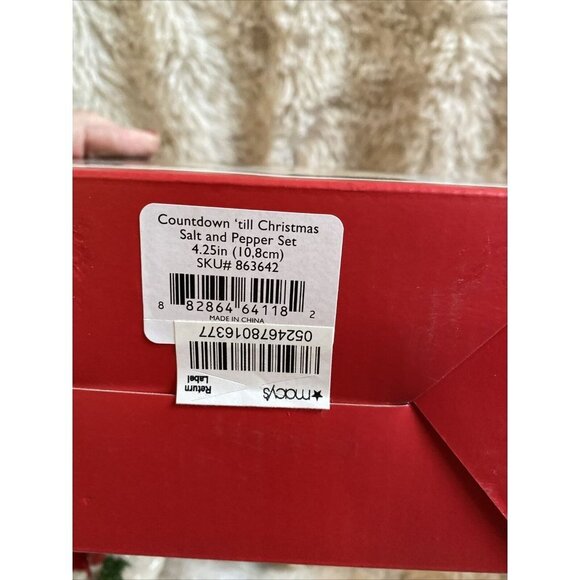 Countdown 'till Christmas
Salt and Pepper Set
4.25in (10,8cm)
SKU# 863642
8 82864 64118 2
MADE IN CHINA
0524678016377
★macy's
Return
Label